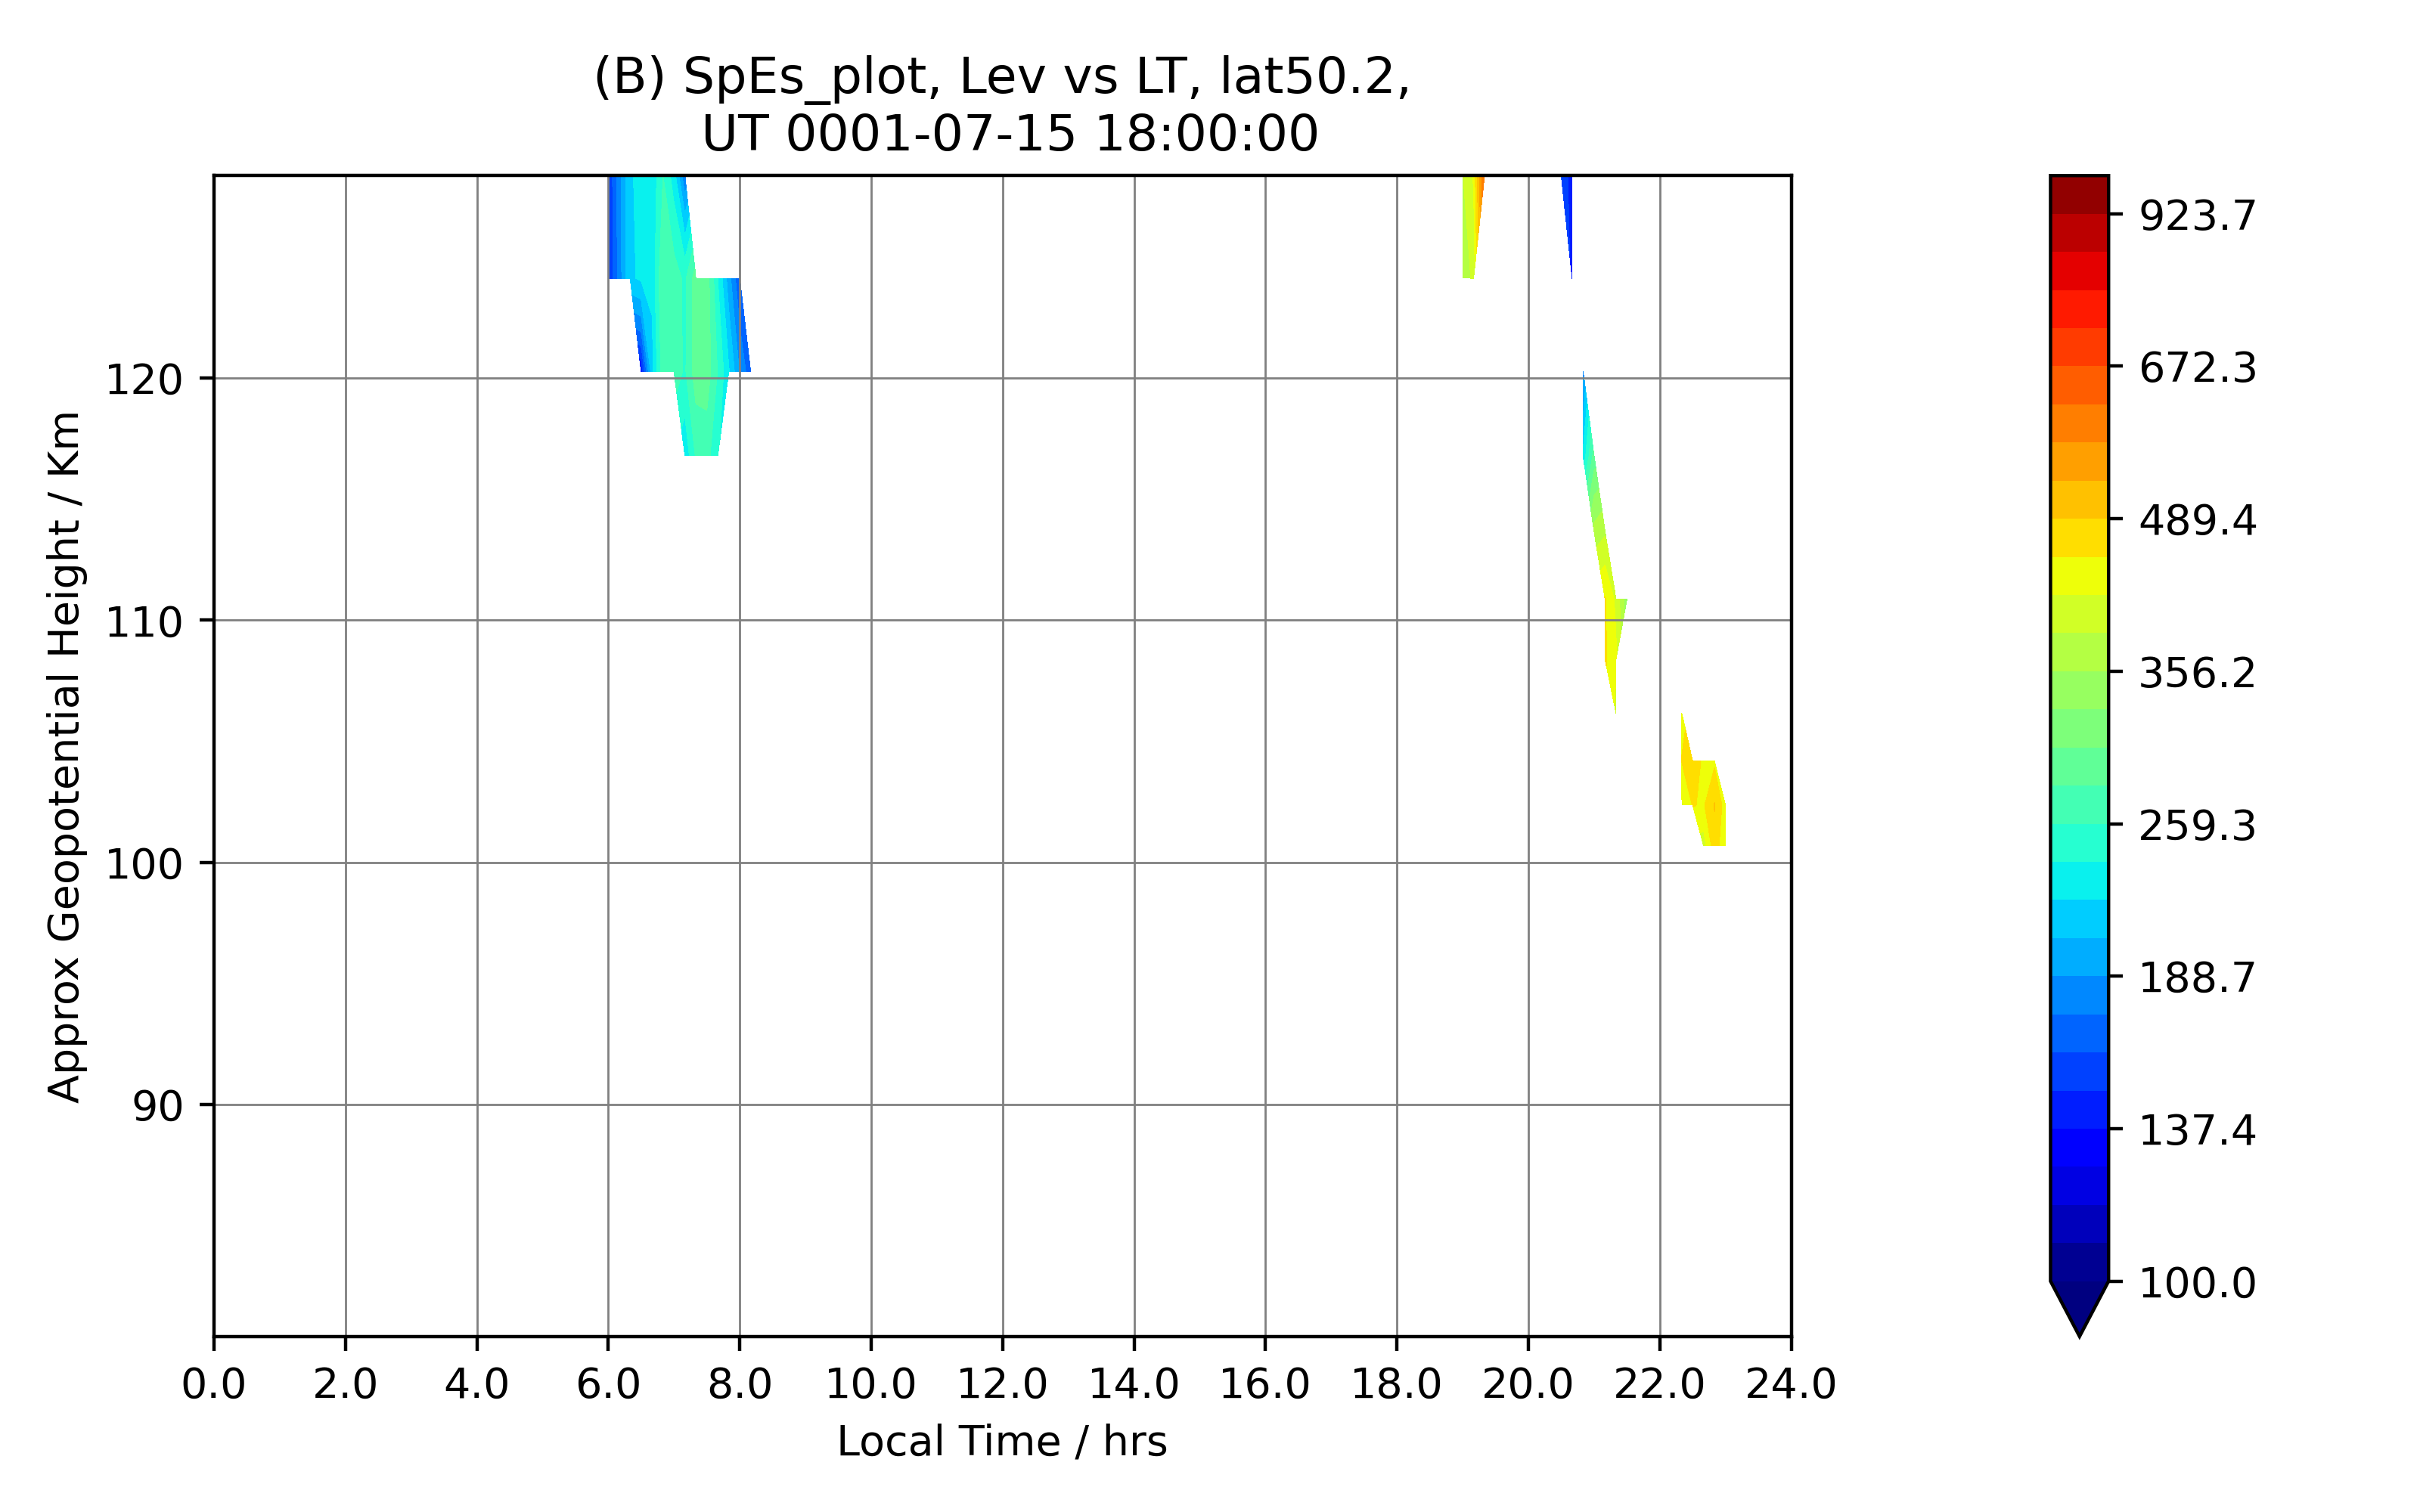 (B) SpEs_plot, Lev vs LT, lat50.2,
UT 0001-07-15 18:00:00
Approx Geopotential Height / Km
120
110
100
90
0.0 2.0 4.0 6.0 8.0 10.0 12.0 14.0 16.0 18.0 20.0 22.0 24.0
Local Time / hrs
923.7
672.3
489.4
356.2
259.3
188.7
137.4
100.0